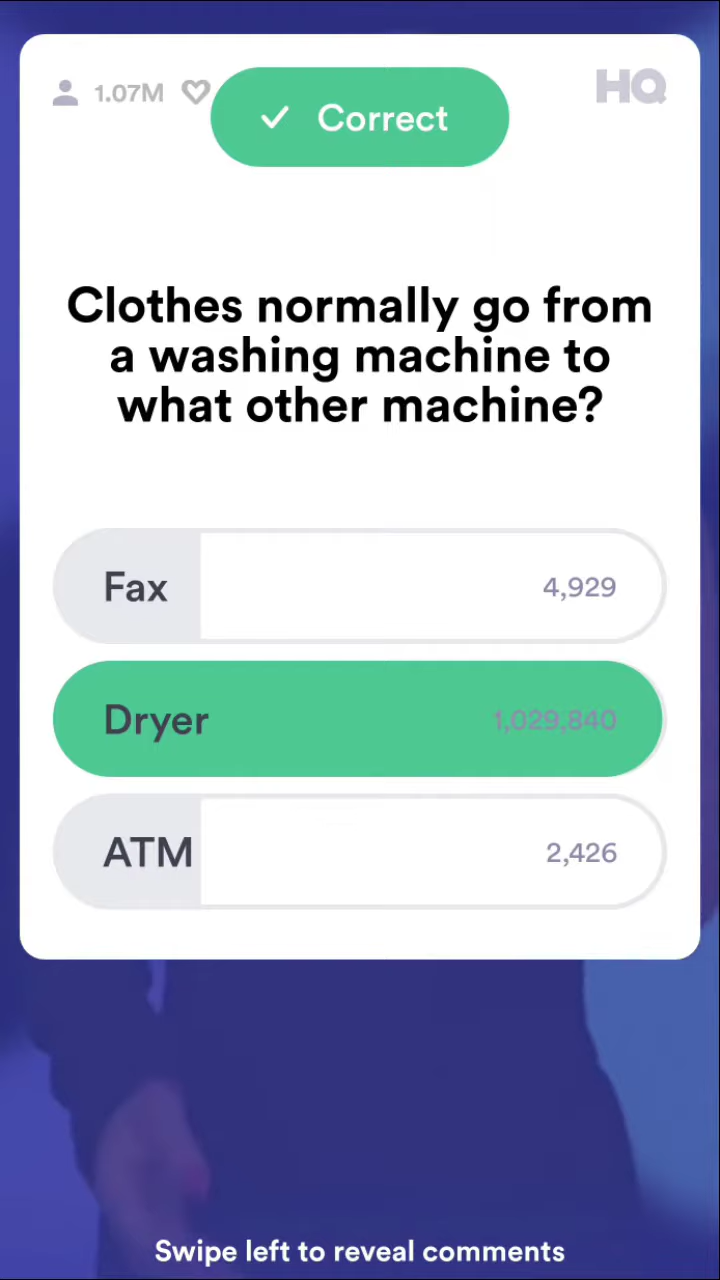 1.07M
HQ
Correct
Clothes normally go from
a washing machine to
what other machine?
Fax 4,929
Dryer 1,029,840
ATM 2,426
Swipe left to reveal comments